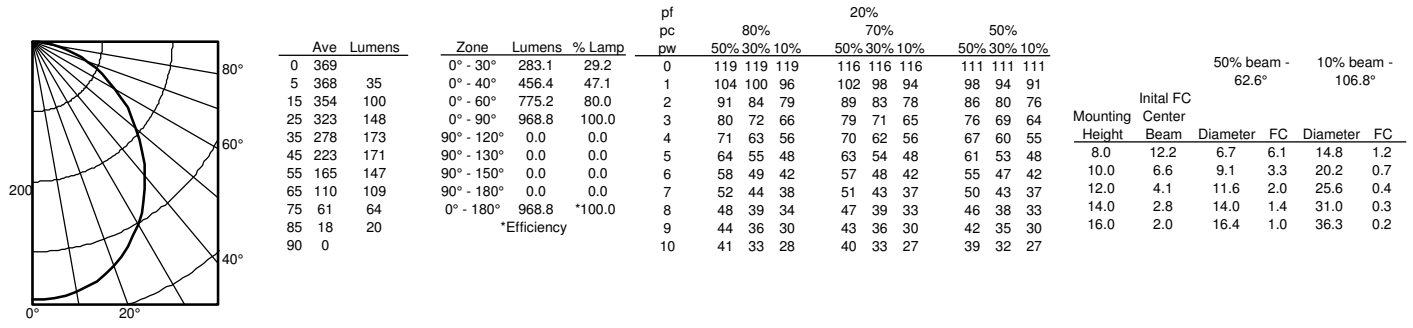 80°
60°
40°
20°
0°
200
Ave Lumens
0 369
5 368 35
15 354 100
25 323 148
35 278 173
45 223 171
55 165 147
65 110 109
75 61 64
85 18 20
90 0
Zone Lumens % Lamp
0° - 30° 283.1 29.2
0° - 40° 456.4 47.1
0° - 60° 775.2 80.0
0° - 90° 968.8 100.0
90° - 120° 0.0 0.0
90° - 130° 0.0 0.0
90° - 150° 0.0 0.0
90° - 180° 0.0 0.0
0° - 180° 968.8 *100.0
*Efficiency
pf 20%
pc 80% 70% 50%
pw 50% 30% 10% 50% 30% 10% 50% 30% 10%
0 119 119 119 116 116 116 111 111 111
1 104 100 96 102 98 94 98 94 91
2 91 84 79 89 83 78 86 80 76
3 80 72 66 79 71 65 76 69 64
4 71 63 56 70 62 56 67 60 55
5 64 55 48 63 54 48 61 53 48
6 58 49 42 57 48 42 55 47 42
7 52 44 38 51 43 37 50 43 37
8 48 39 34 47 39 33 46 38 33
9 44 36 30 43 36 30 42 35 30
10 41 33 28 40 33 27 39 32 27
50% beam - 10% beam -
62.6° 106.8°
Inital FC
Mounting Center
Height Beam Diameter FC Diameter FC
8.0 12.2 6.7 6.1 14.8 1.2
10.0 6.6 9.1 3.3 20.2 0.7
12.0 4.1 11.6 2.0 25.6 0.4
14.0 2.8 14.0 1.4 31.0 0.3
16.0 2.0 16.4 1.0 36.3 0.2